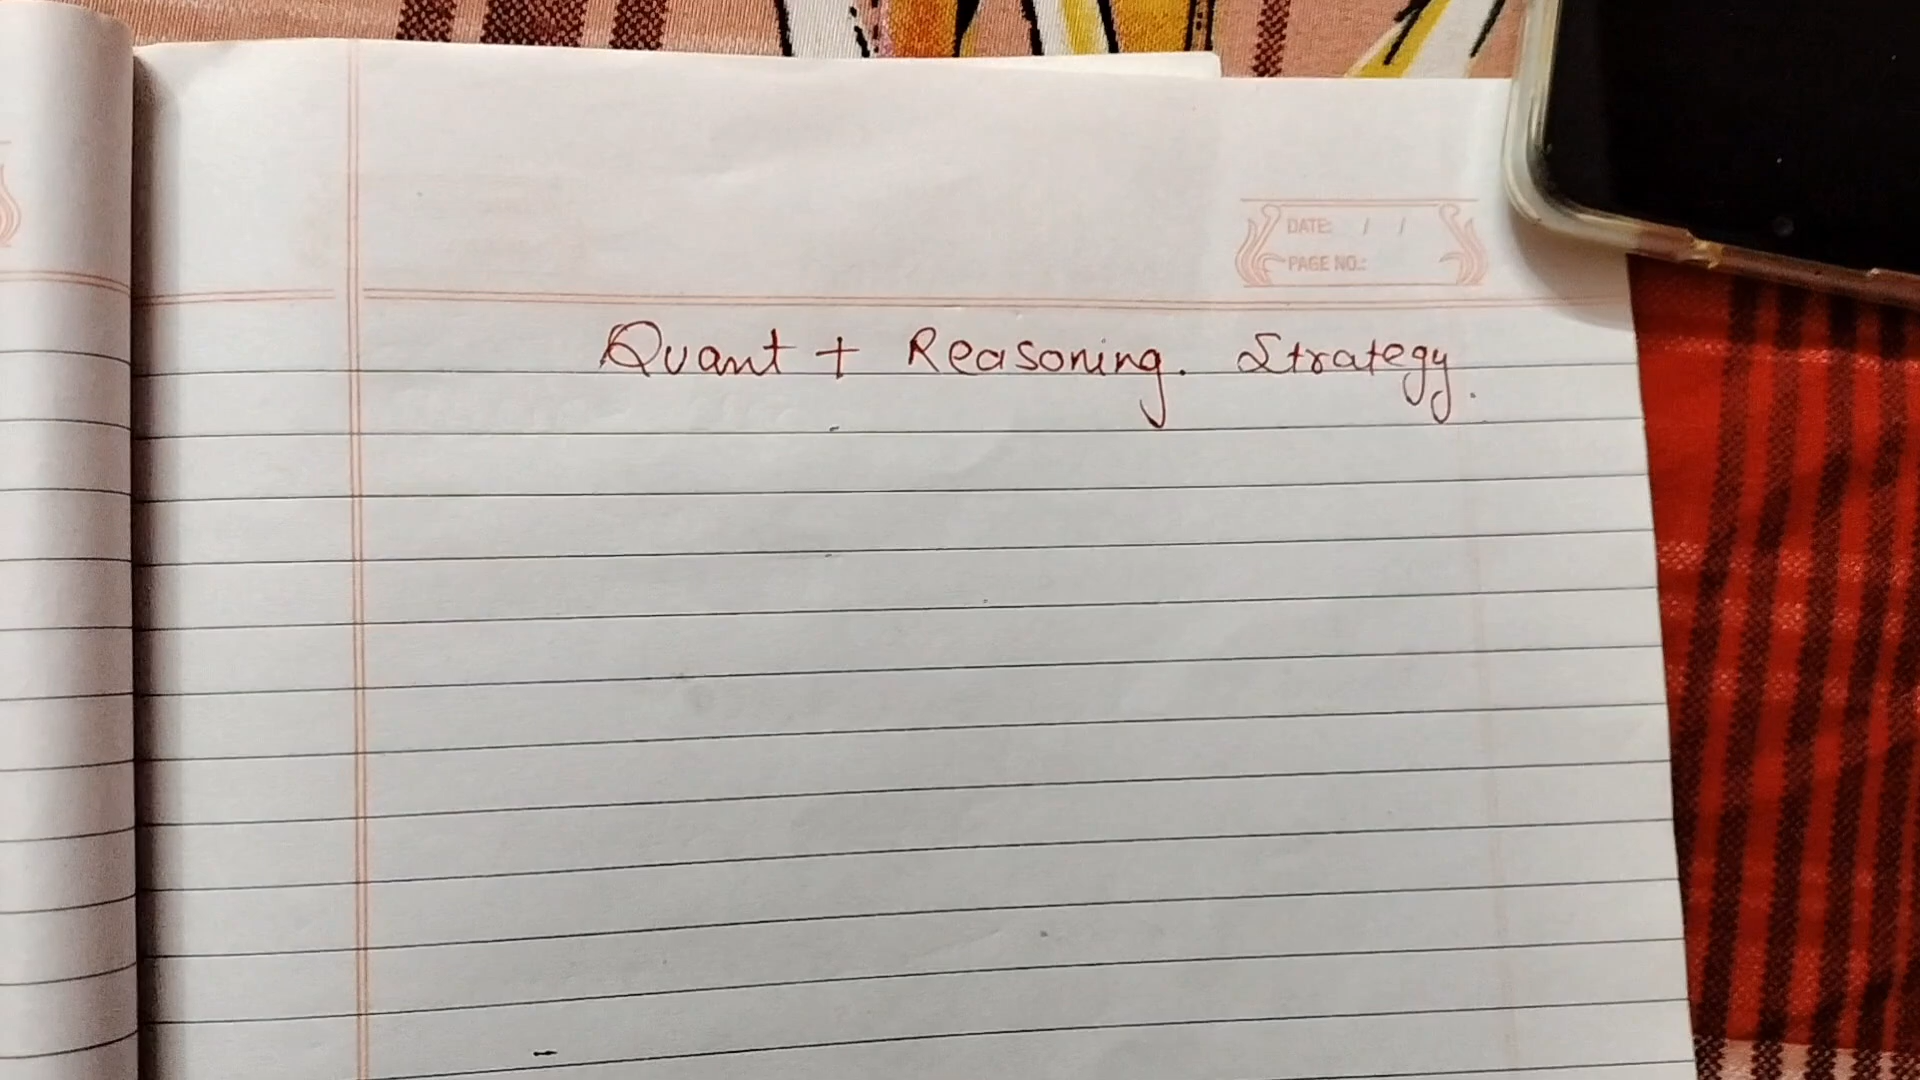 DATE: / /
PAGE NO.:
Quant + Reasoning. Strategy.